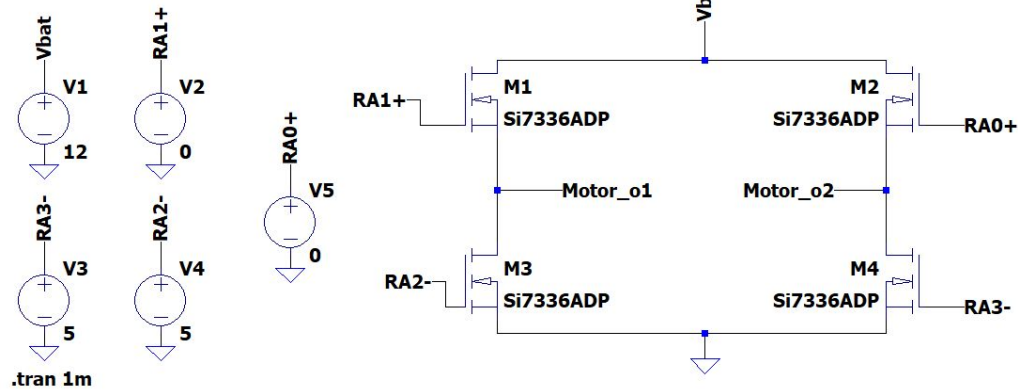 Vbat
V1
12
RA1+
V2
0
RA0+
V5
0
RA3-
V3
5
RA2-
V4
5
.tran 1m
RA1+
M1
Si7336ADP
M2
Si7336ADP
RA0+
Motor_o1
Motor_o2
RA2-
M3
Si7336ADP
M4
Si7336ADP
RA3-